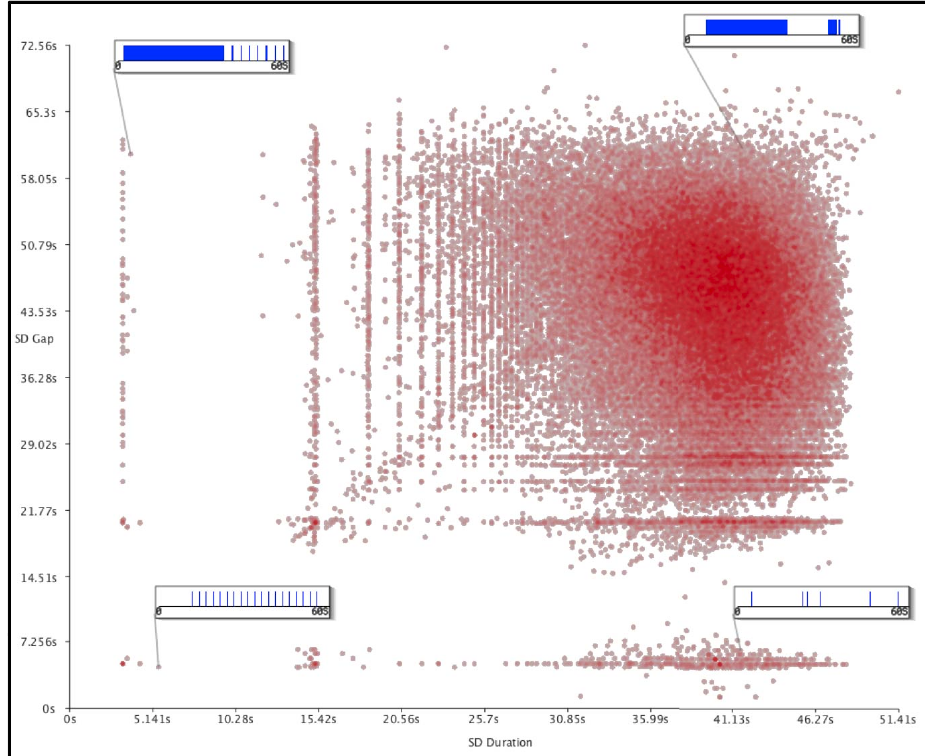 0 60S
72.56s
0 60S
65.3s
58.05s
50.79s
43.53s
SD Gap
36.28s
29.02s
21.77s
14.51s
0 60S
0 60S
7.256s
0s
0s 5.141s 10.28s 15.42s 20.56s 25.7s 30.85s 35.99s 41.13s 46.27s 51.41s
SD Duration